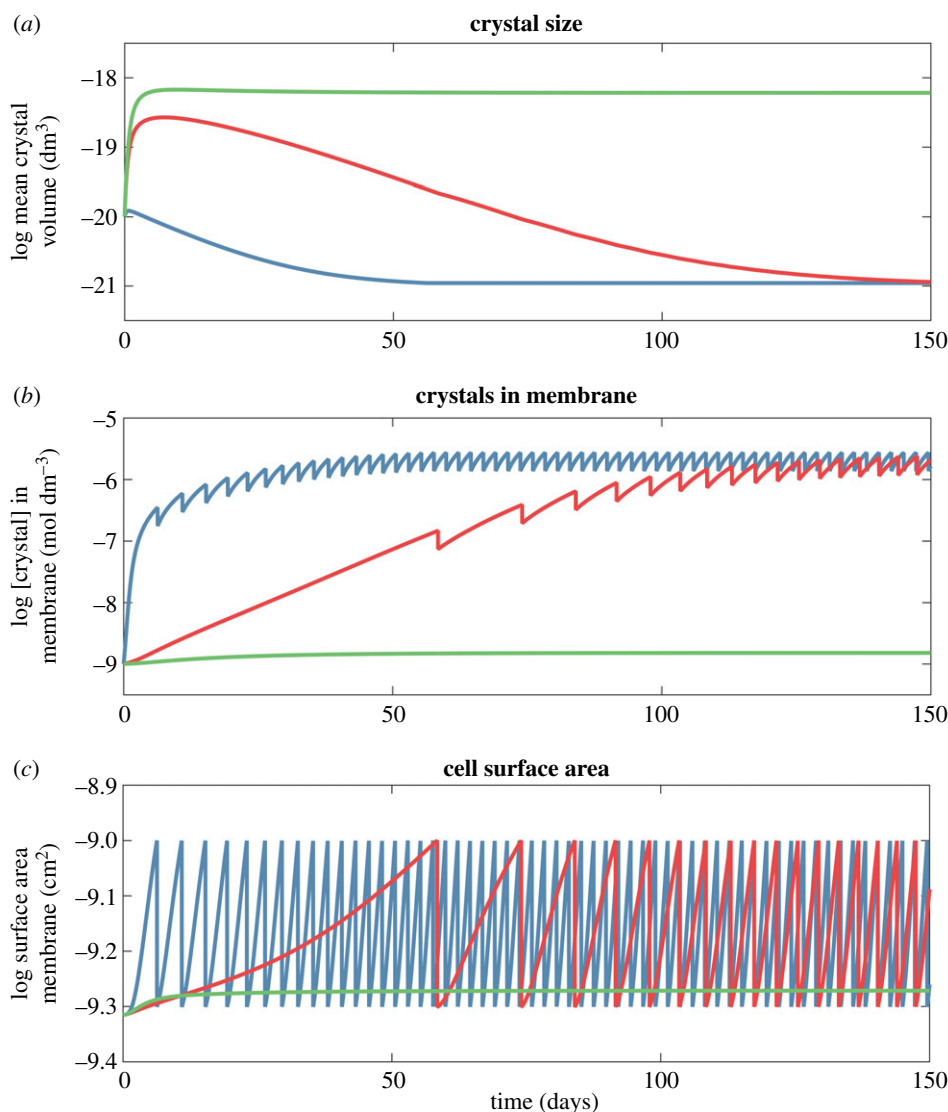 (a) crystal size
log mean crystal
volume (dm³)
−18
−19
−20
−21
0 50 100 150
(b) crystals in membrane
log [crystal] in
membrane (mol dm⁻³)
−5
−6
−7
−8
−9
0 50 100 150
(c) cell surface area
log surface area
membrane (cm²)
−8.9
−9.0
−9.1
−9.2
−9.3
−9.4
0 50 100 150
time (days)